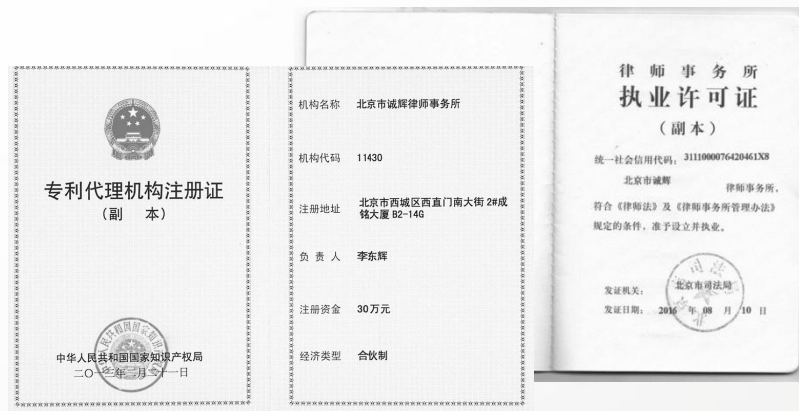 专利代理机构注册证
（副 本）
中华人民共和国国家知识产权局
机构名称 北京市诚辉律师事务所
机构代码 11430
注册地址 北京市西城区西直门南大街 2#成
铭大厦 B2-14G
负 责 人 李东辉
注册资金 30万元
经济类型 合伙制
律师事务所
执业许可证
（副本）
统一社会信用代码：3111000076420461X8
北京市诚辉
律师事务所，
符合《律师法》及《律师事务所管理办法》
规定的条件，准予设立并执业。
发证机关： 北京市司法局
发证日期： 2016 年 08 月 10 日